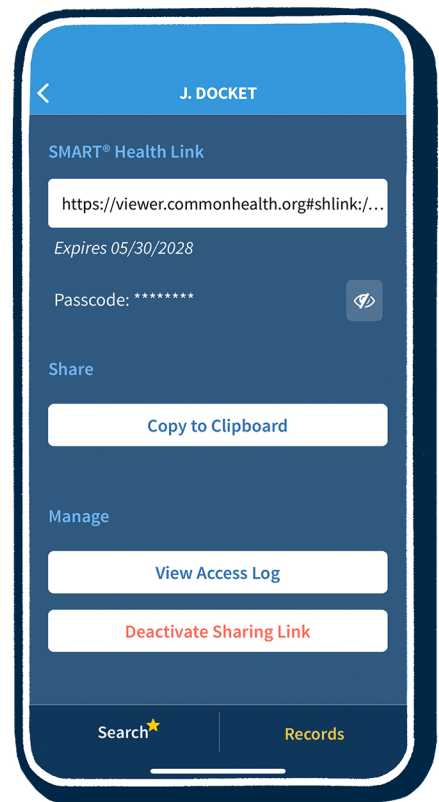 J. DOCKET
SMART® Health Link
https://viewer.commonhealth.org#shlink:/...
Expires 05/30/2028
Passcode: ********
Share
Copy to Clipboard
Manage
View Access Log
Deactivate Sharing Link
Search
Records